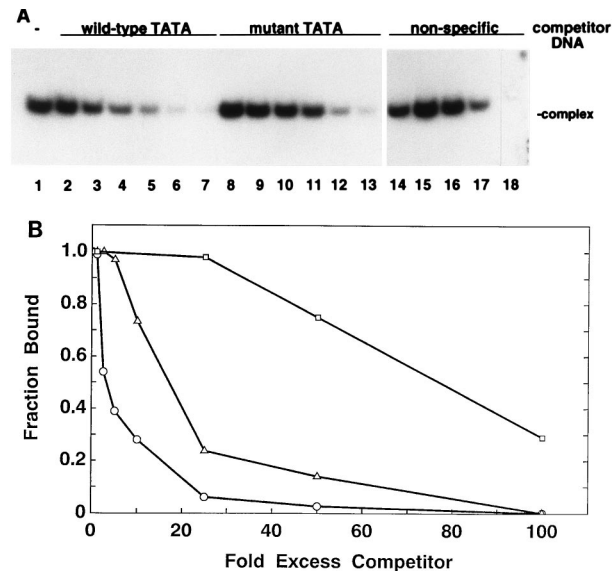 A
- wild-type TATA mutant TATA non-specific competitor
DNA
-complex
1 2 3 4 5 6 7 8 9 10 11 12 13 14 15 16 17 18
B
1.0
0.8
0.6
0.4
0.2
0
0 20 40 60 80 100
Fraction Bound
Fold Excess Competitor